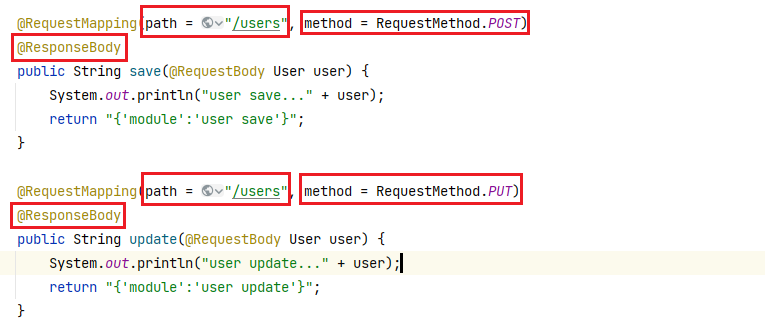 @RequestMapping(path = "/users", method = RequestMethod.POST)
@ResponseBody
public String save(@RequestBody User user) {
System.out.println("user save..." + user);
return "{'module':'user save'}";
}
@RequestMapping(path = "/users", method = RequestMethod.PUT)
@ResponseBody
public String update(@RequestBody User user) {
System.out.println("user update..." + user);
return "{'module':'user update'}";
}